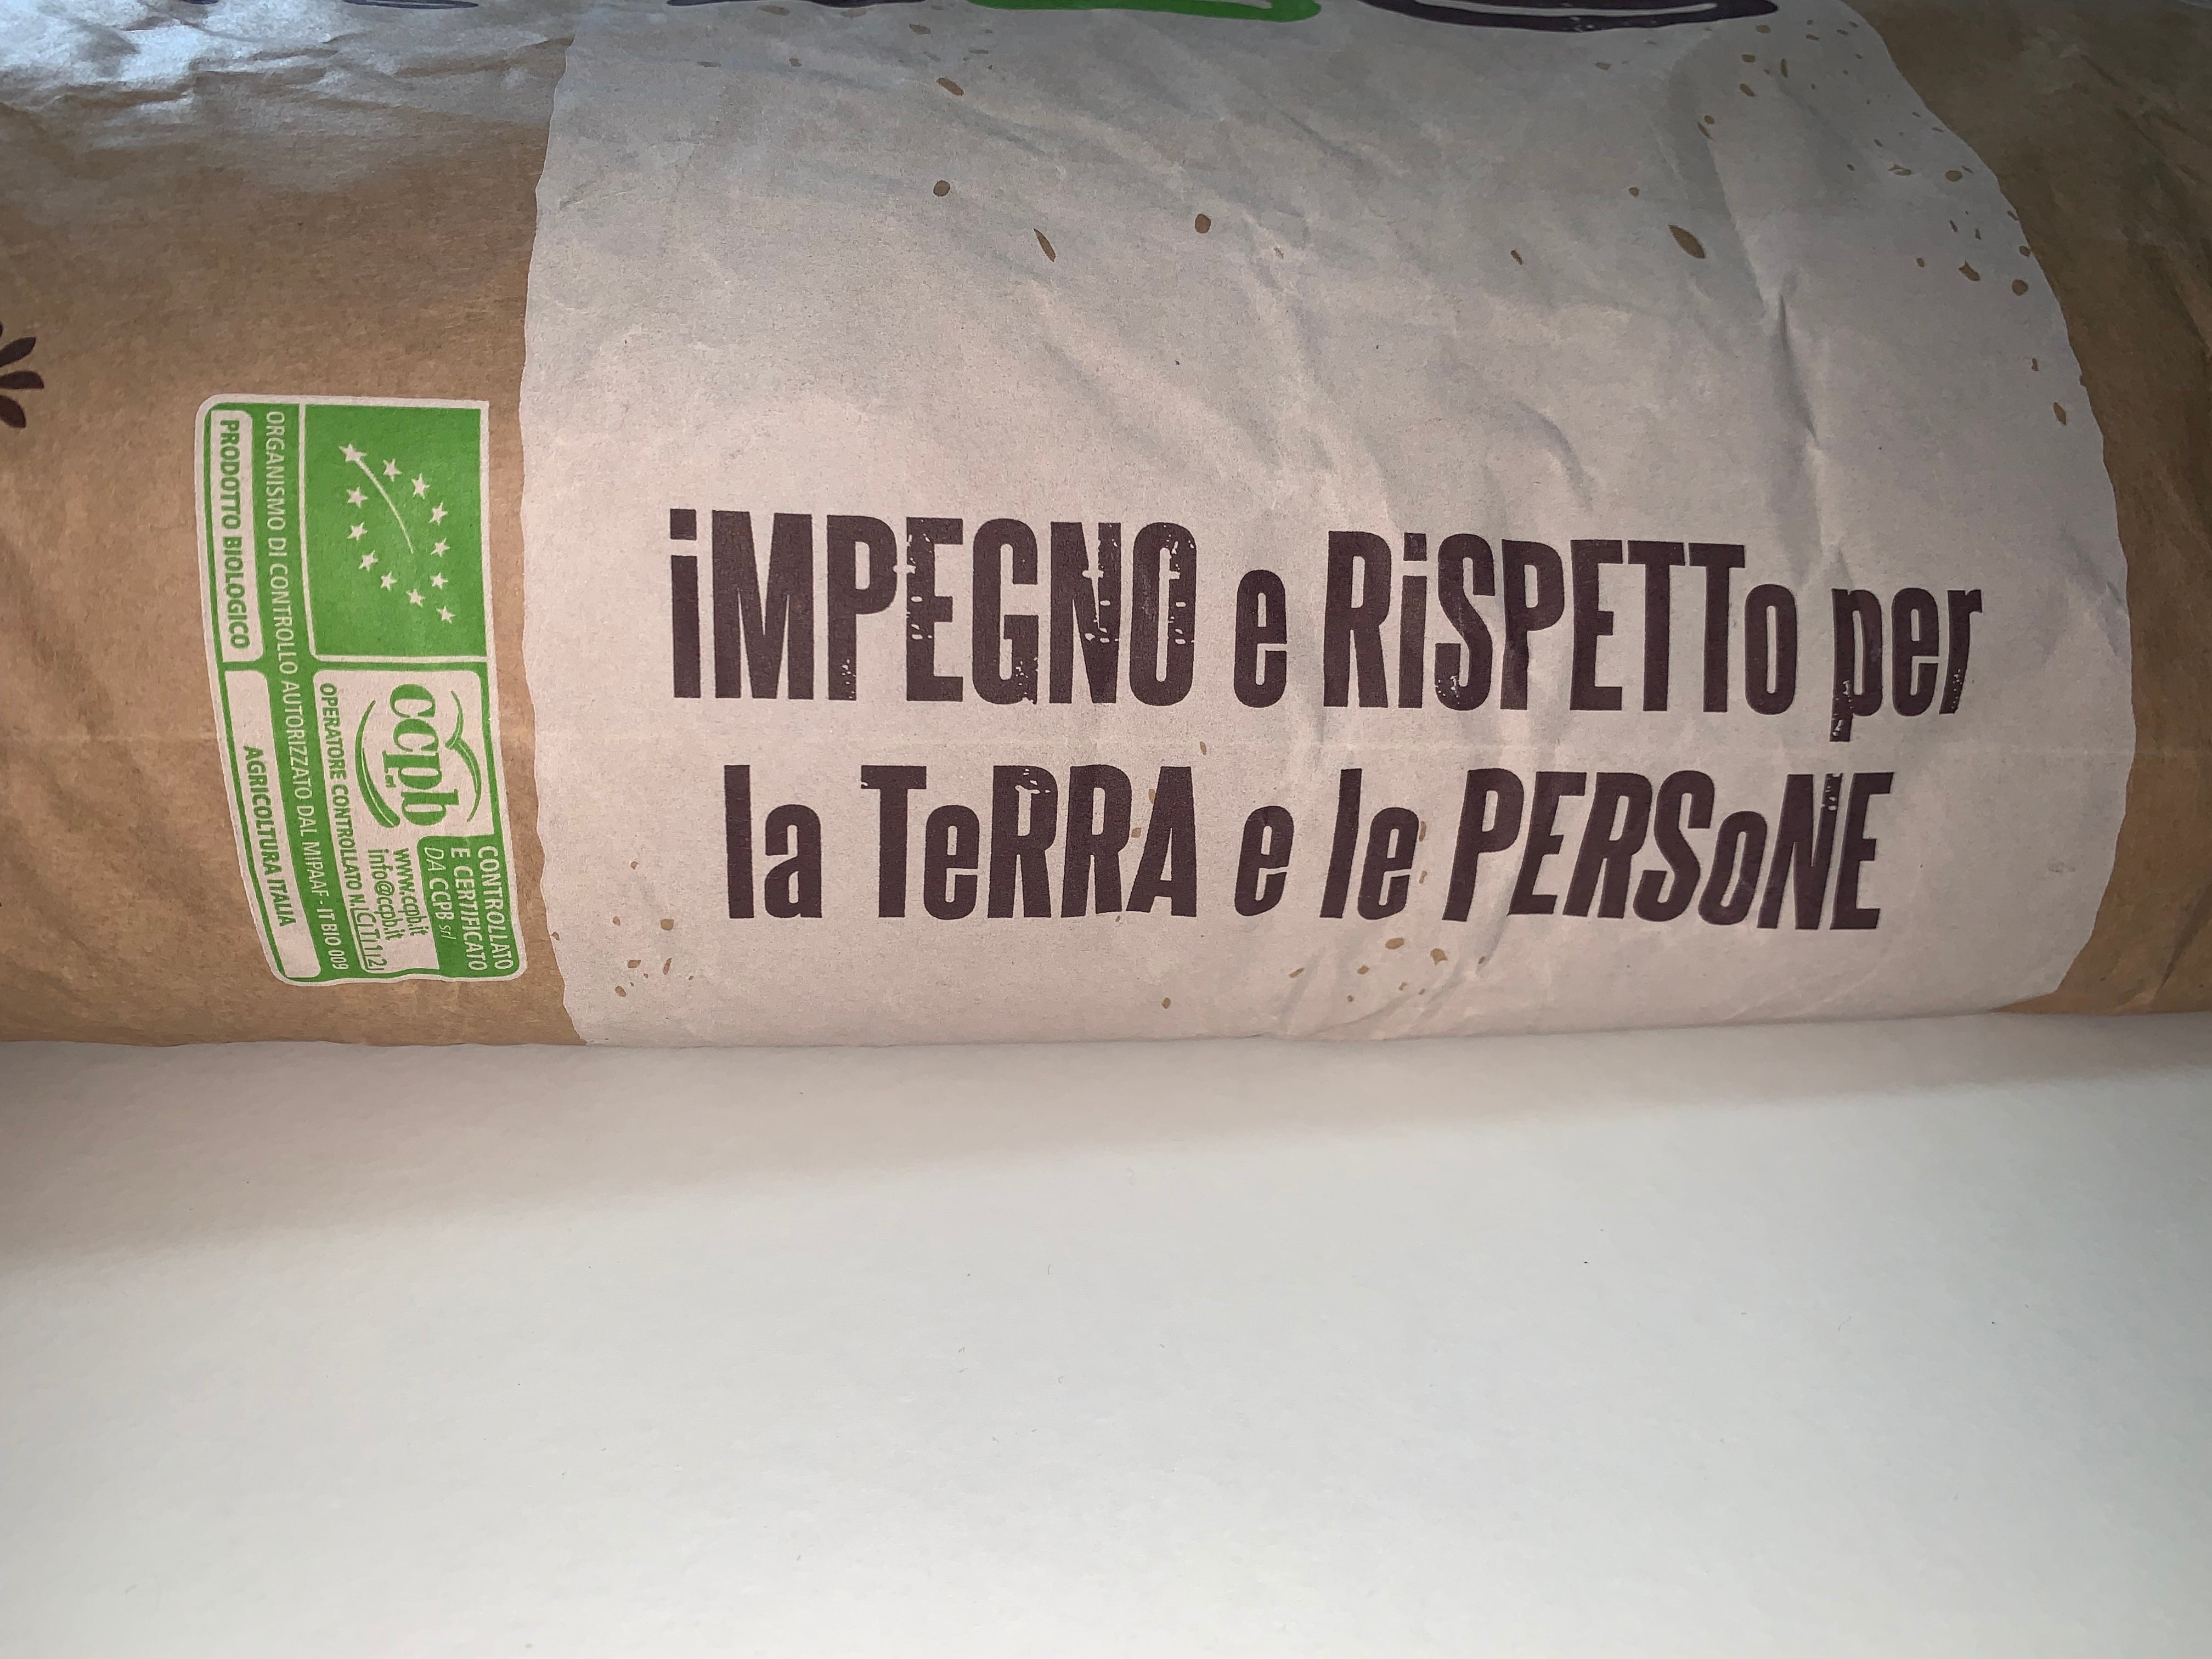 iMPEGNO e RiSPETTo per
la TeRRA e le PERSoNE
CONTROLLATO
E CERTIFICATO
DA CCPB srl
www.ccpb.it
info@ccpb.it
ccpb
OPERATORE CONTROLLATO N.
ORGANISMO DI CONTROLLO AUTORIZZATO DAL MIPAAF - IT BIO 009
PRODOTTO BIOLOGICO
AGRICOLTURA ITALIA